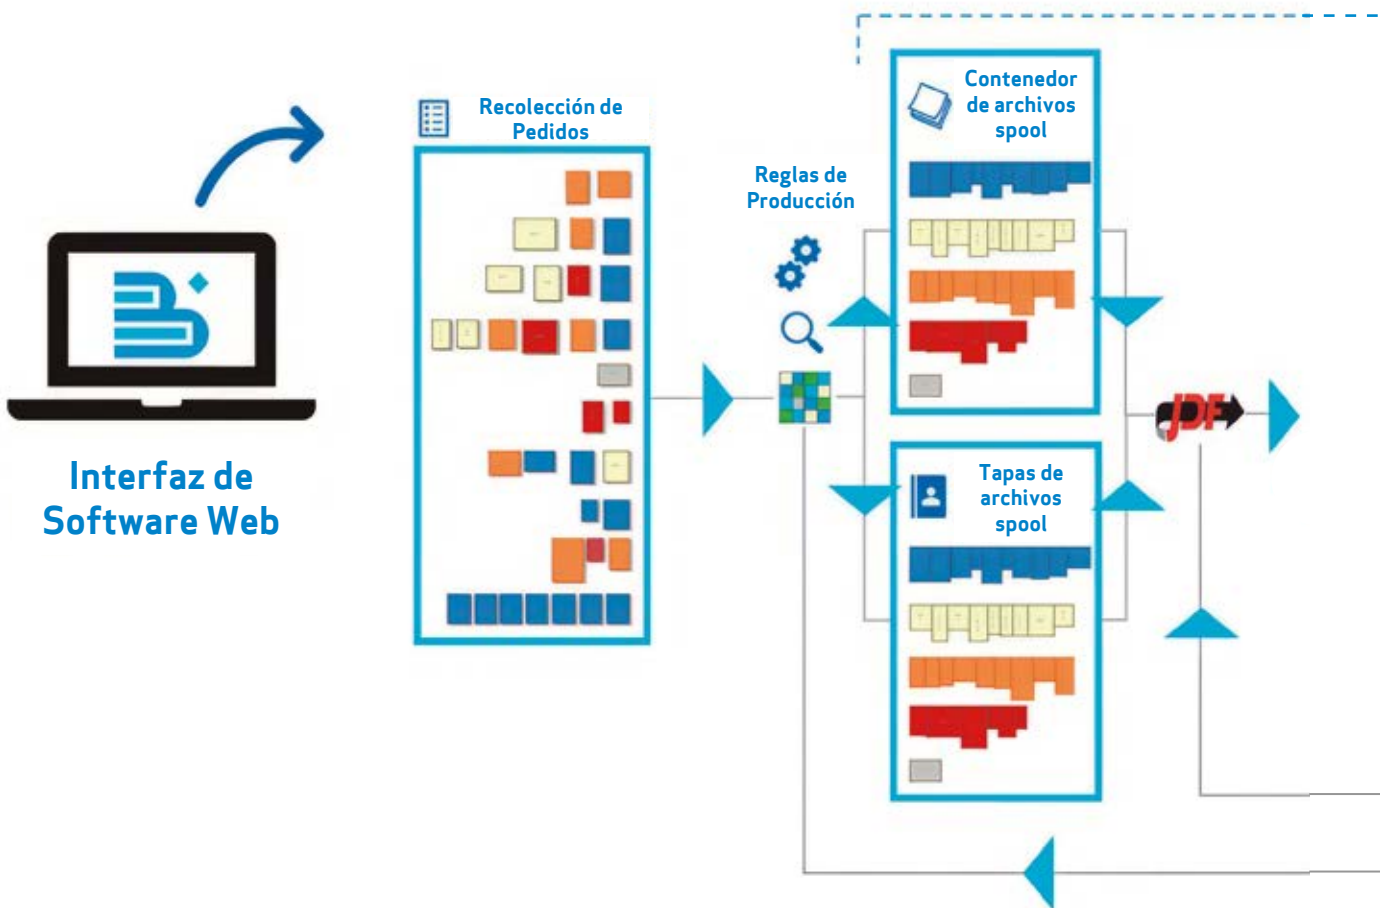 Interfaz de
Software Web
Recolección de
Pedidos
Reglas de
Producción
Contenedor
de archivos
spool
Tapas de
archivos
spool
JDF